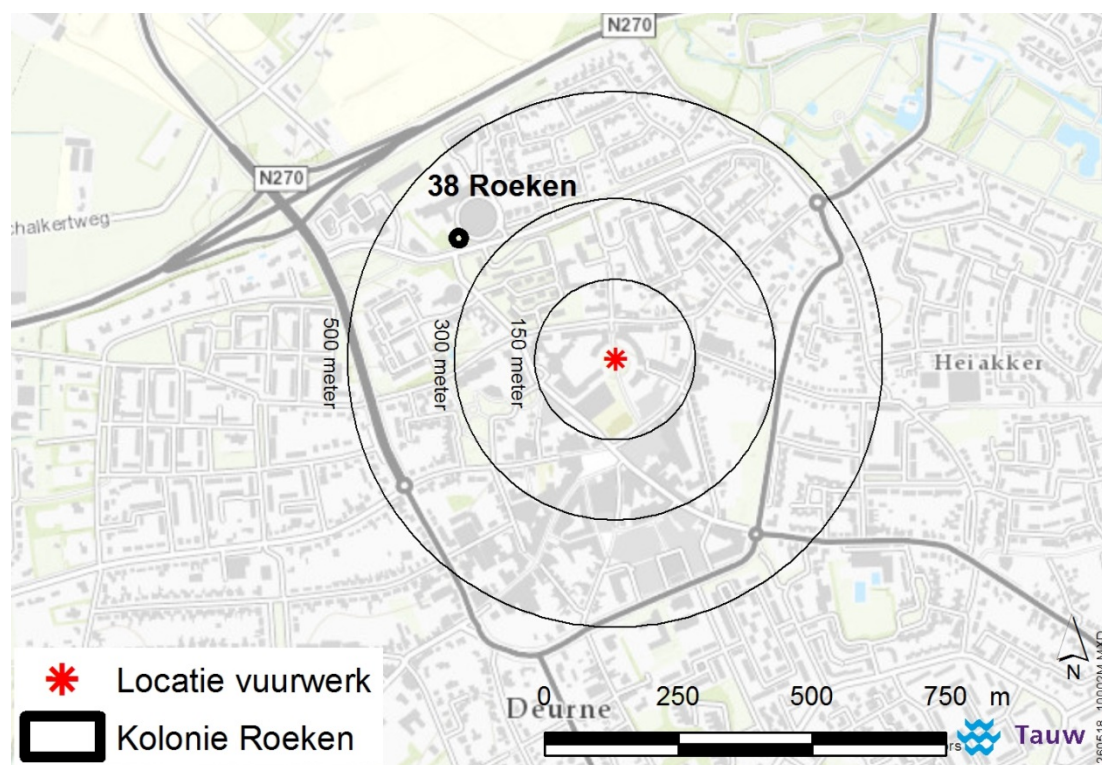 N270
N270
38 Roeken
chalkertweg
500 meter
300 meter
150 meter
Heiakker
Locatie vuurwerk
Kolonie Roeken
Deurne
0 250 500 750 m
N
Tauw